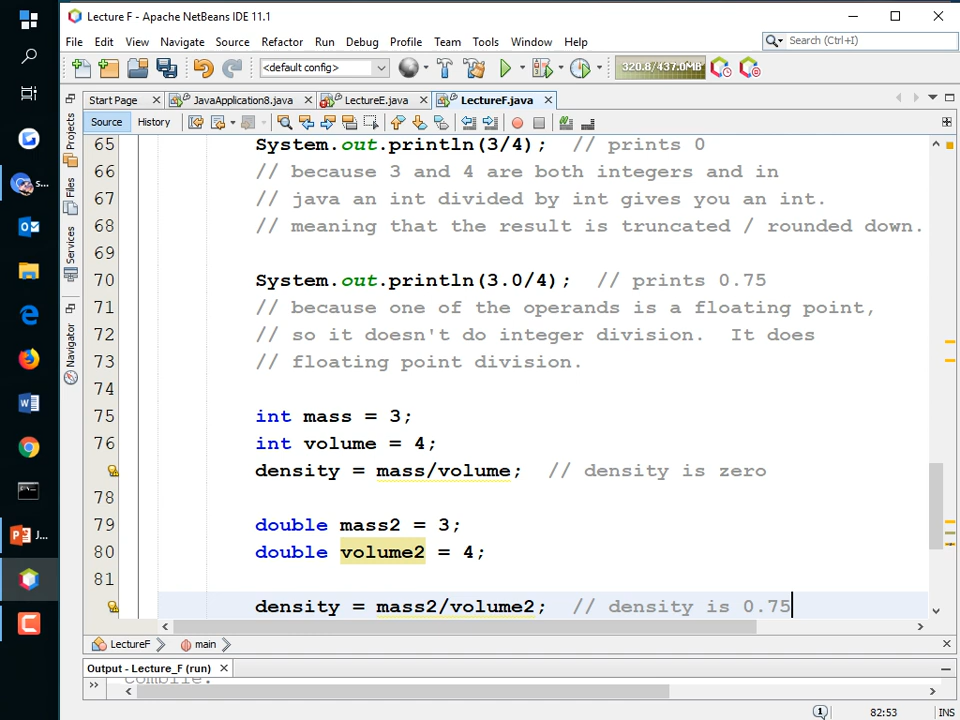 Lecture F - Apache NetBeans IDE 11.1
File Edit View Navigate Source Refactor Run Debug Profile Team Tools Window Help
Search (Ctrl+I)
<default config>
320.8/437.0MB
Start Page
JavaApplication8.java
LectureE.java
LectureF.java
Source History
Projects
Files
Services
Navigator
65 System.out.println(3/4); // prints 0
66 // because 3 and 4 are both integers and in
67 // java an int divided by int gives you an int.
68 // meaning that the result is truncated / rounded down.
69
70 System.out.println(3.0/4); // prints 0.75
71 // because one of the operands is a floating point,
72 // so it doesn't do integer division. It does
73 // floating point division.
74
75 int mass = 3;
76 int volume = 4;
density = mass/volume; // density is zero
78
79 double mass2 = 3;
80 double volume2 = 4;
81
density = mass2/volume2; // density is 0.75
LectureF
main
Output - Lecture_F (run)
compile:
1
82:53
INS
s...
J...